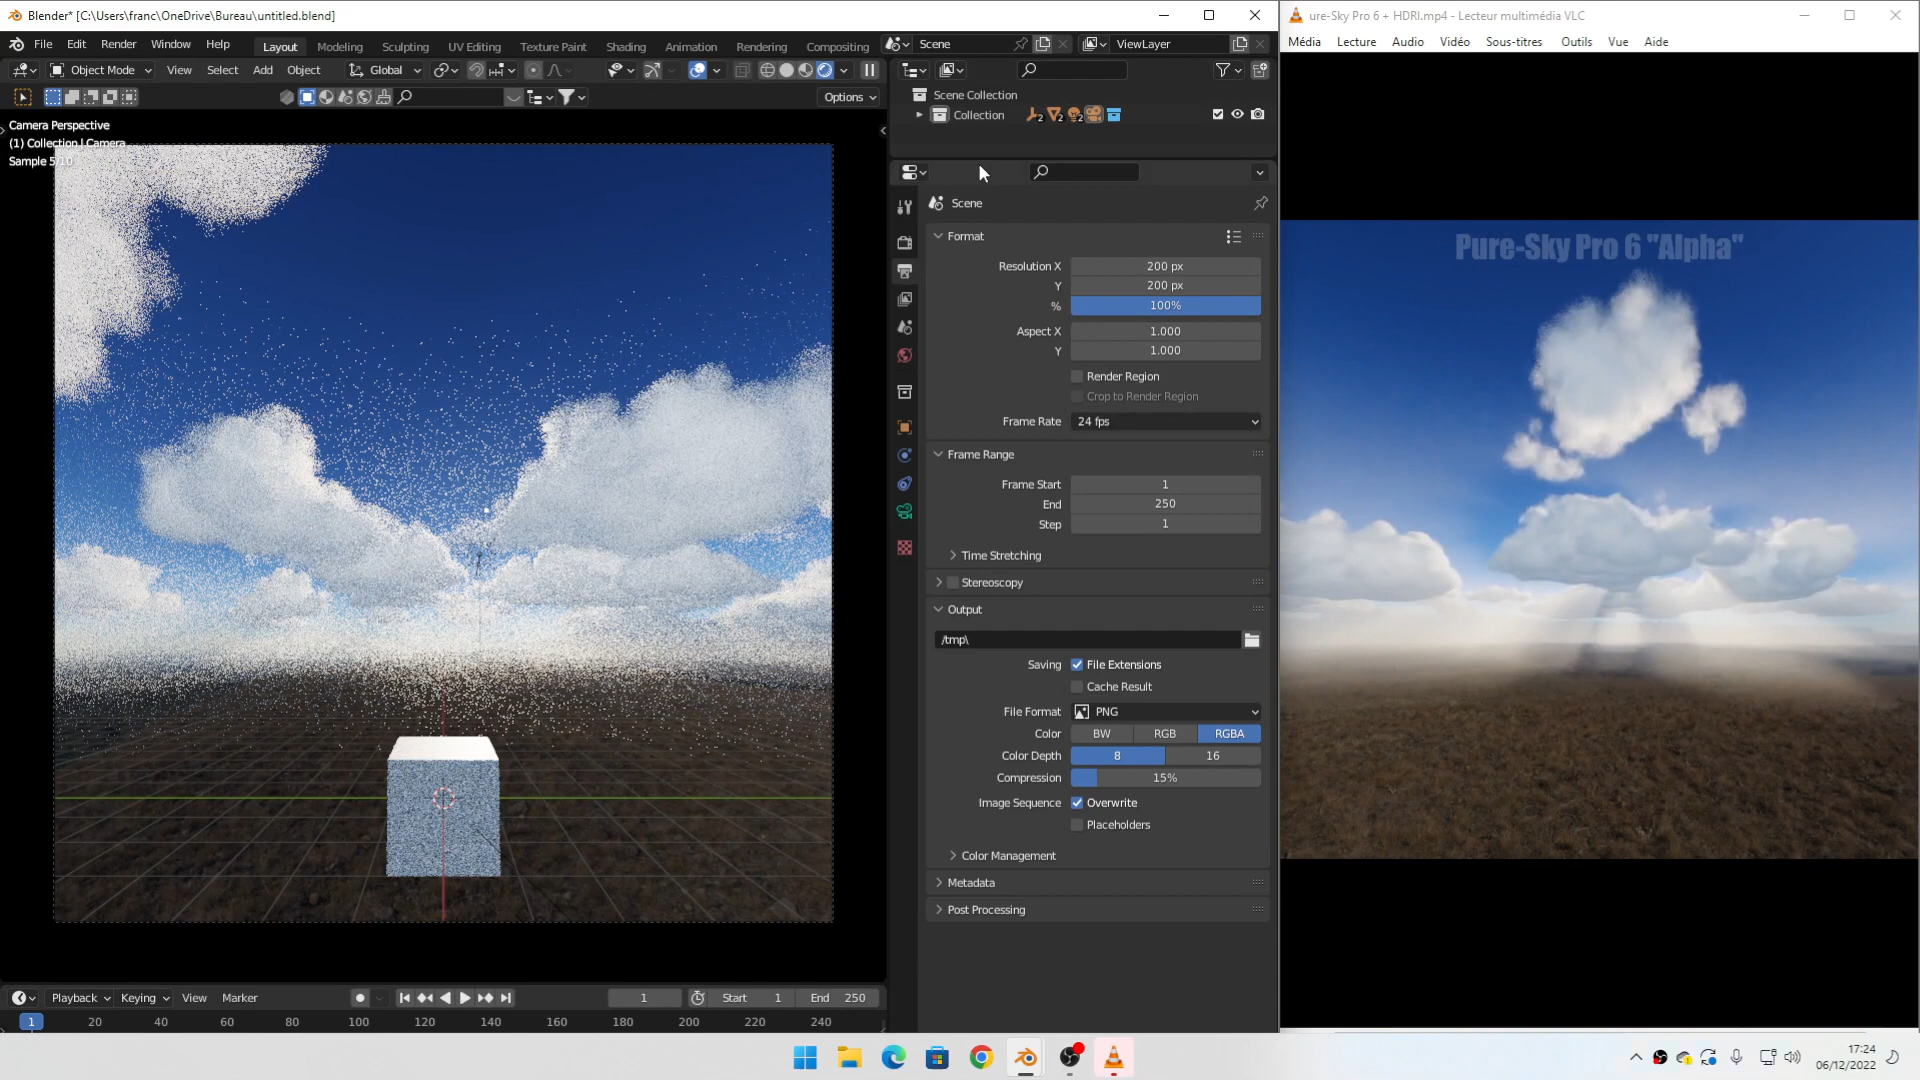 Blender* [C:\Users\franc\OneDrive\Bureau\untitled.blend]
File Edit Render Window Help Layout Modeling Sculpting UV Editing Texture Paint Shading Animation Rendering Compositing Scene ViewLayer
Object Mode View Select Add Object Global
Options
Camera Perspective
(1) Collection | Camera
Sample 5/10
Scene Collection
Collection 2 2 2
Scene
Format
Resolution X 200 px
Y 200 px
% 100%
Aspect X 1.000
Y 1.000
Render Region
Crop to Render Region
Frame Rate 24 fps
Frame Range
Frame Start 1
End 250
Step 1
Time Stretching
Stereoscopy
Output
/tmp\
Saving File Extensions
Cache Result
File Format PNG
Color BW RGB RGBA
Color Depth 8 16
Compression 15%
Image Sequence Overwrite
Placeholders
Color Management
Metadata
Post Processing
Playback Keying View Marker 1 Start 1 End 250
1 20 40 60 80 100 120 140 160 180 200 220 240
ure-Sky Pro 6 + HDRI.mp4 - Lecteur multimédia VLC
Média Lecture Audio Vidéo Sous-titres Outils Vue Aide
Pure-Sky Pro 6 "Alpha"
17:24
06/12/2022